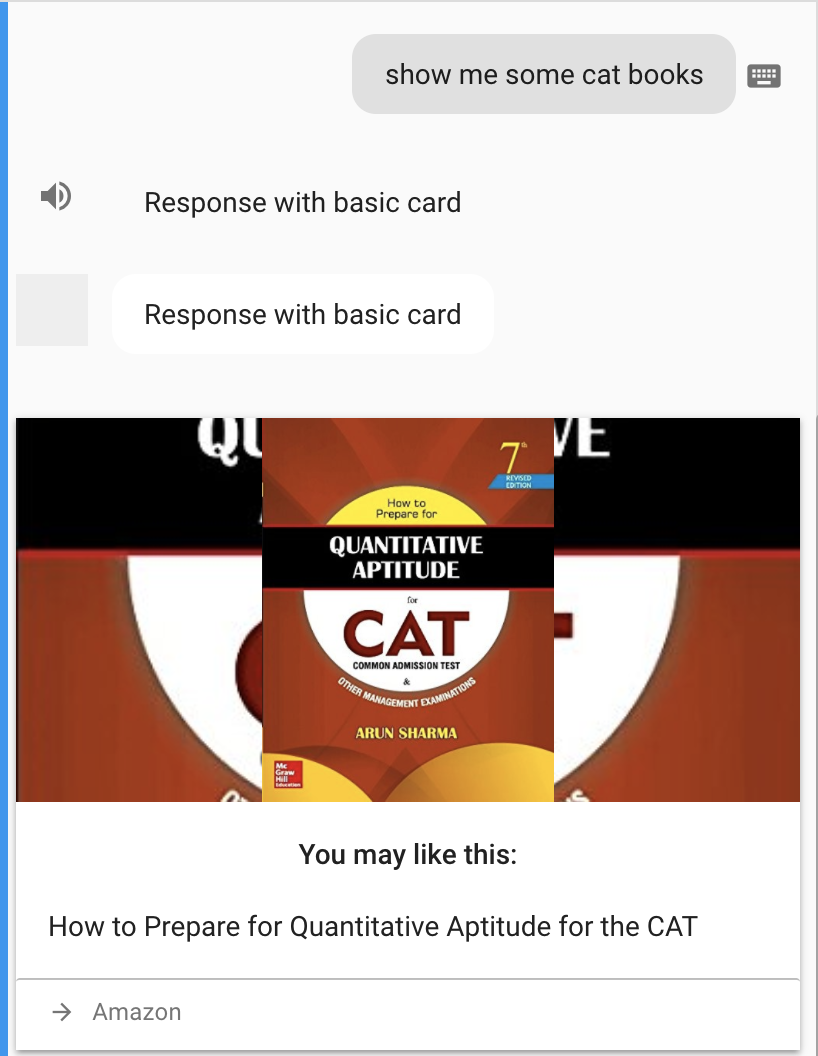 show me some cat books
Response with basic card
Response with basic card
QU
VE
7th
REVISED
EDITION
How to
Prepare for
QUANTITATIVE
APTITUDE
for
CAT
COMMON ADMISSION TEST
&
OTHER MANAGEMENT EXAMINATIONS
ARUN SHARMA
Mc
Graw
Hill
Education
You may like this:
How to Prepare for Quantitative Aptitude for the CAT
Amazon